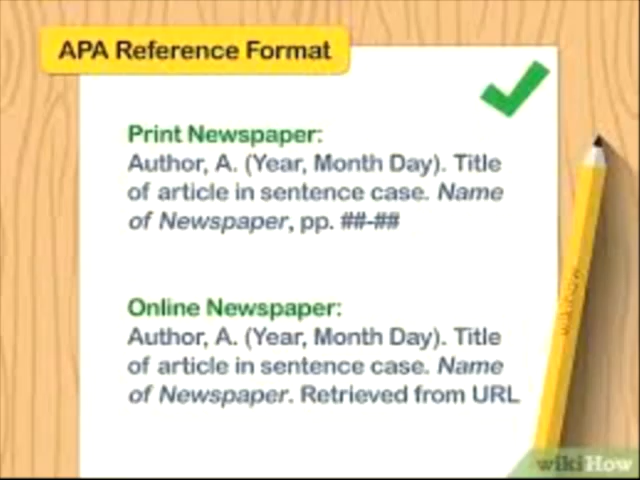 APA Reference Format
Print Newspaper:
Author, A. (Year, Month Day). Title
of article in sentence case. Name
of Newspaper, pp. ##-##
Online Newspaper:
Author, A. (Year, Month Day). Title
of article in sentence case. Name
of Newspaper. Retrieved from URL
wikiHow
wikiHow